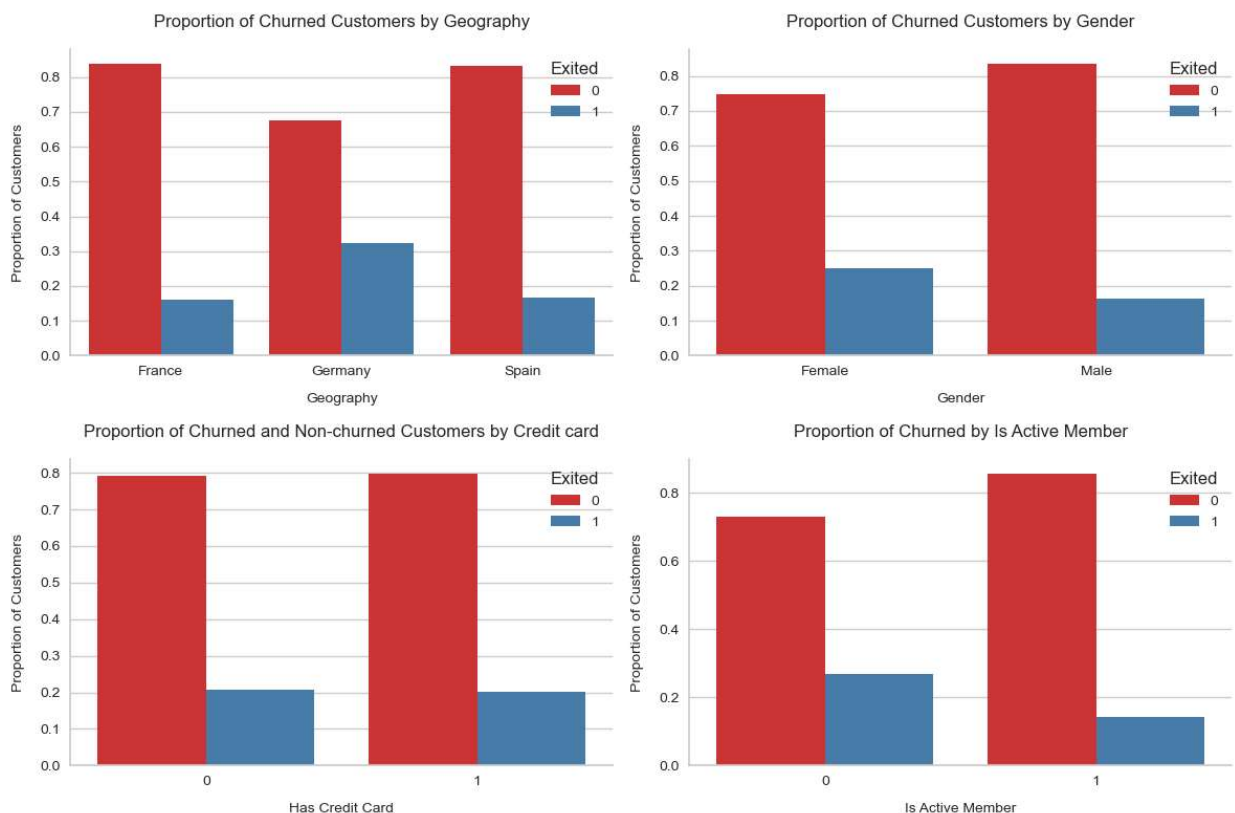 Proportion of Churned Customers by Geography
Proportion of Customers
0.8
0.7
0.6
0.5
0.4
0.3
0.2
0.1
0.0
Exited
0
1
France Germany Spain
Geography
Proportion of Churned Customers by Gender
Proportion of Customers
0.8
0.7
0.6
0.5
0.4
0.3
0.2
0.1
0.0
Exited
0
1
Female Male
Gender
Proportion of Churned and Non-churned Customers by Credit card
Proportion of Customers
0.8
0.7
0.6
0.5
0.4
0.3
0.2
0.1
0.0
Exited
0
1
0 1
Has Credit Card
Proportion of Churned by Is Active Member
Proportion of Customers
0.8
0.6
0.4
0.2
0.0
Exited
0
1
0 1
Is Active Member